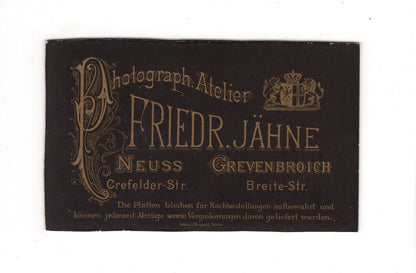 Photograph Atelier
FRIEDR. JÄHNE
NEUSS GREVENBROICH
Crefelder-Str. Breite-Str.
Die Platten bleiben für Nachbestellungen aufbewahrt und
können jederzeit Abzüge sowie Vergrößerungen davon geliefert werden.